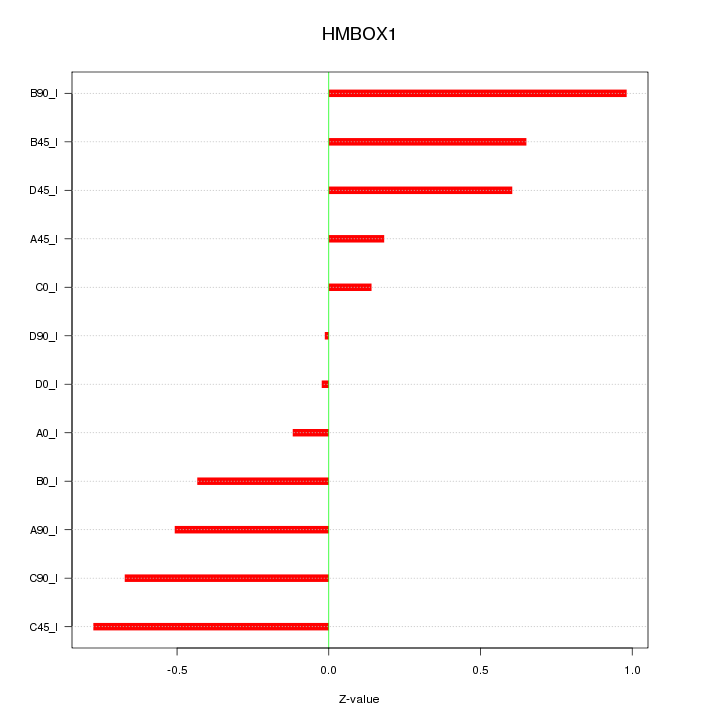 HMBOX1
B90_I
B45_I
D45_I
A45_I
C0_I
D90_I
D0_I
A0_I
B0_I
A90_I
C90_I
C45_I
-0.5 0.0 0.5 1.0
Z-value